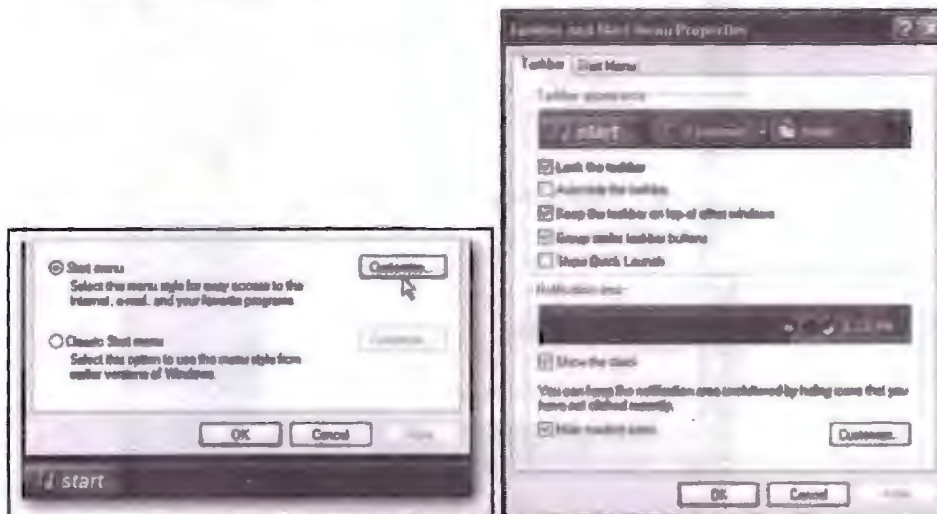 Start menu
Customize...
Select this menu style for easy access to the
Internet, e-mail, and your favorite programs
Classic Start menu
Customize...
Select this option to use the menu style from
earlier versions of Windows
OK Cancel Apply
start
Taskbar and Start Menu Properties
Taskbar Start Menu
Taskbar appearance
start
Lock the taskbar
Auto-hide the taskbar
Keep the taskbar on top of other windows
Group similar taskbar buttons
Show Quick Launch
Notification area
Show the clock
You can keep the notification area uncluttered by hiding icons that you
have not clicked recently.
Hide inactive icons
Customize...
OK Cancel Apply